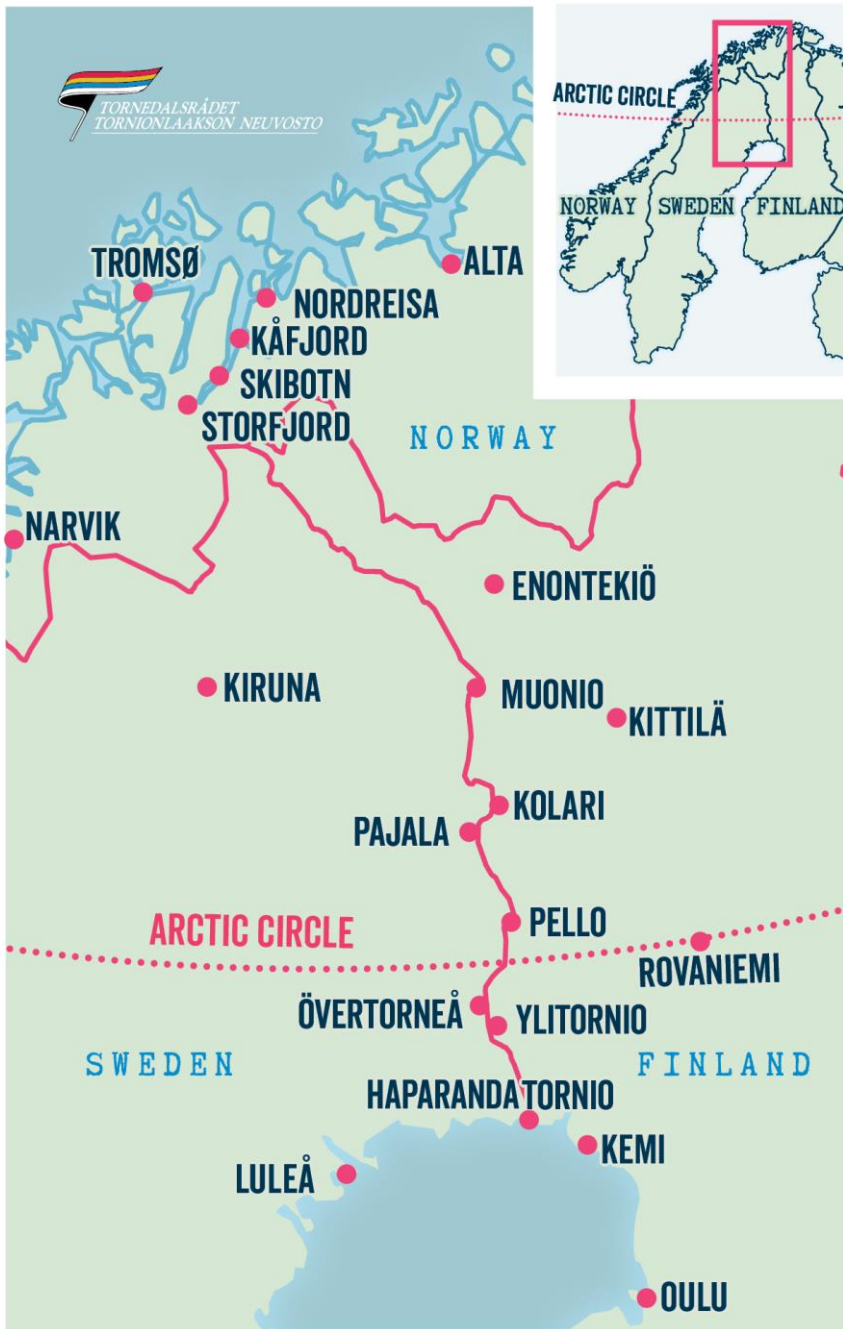 TORNEDALSRÅDET
TORNIONLAAKSON NEUVOSTO
ARCTIC CIRCLE
NORWAY
SWEDEN
FINLAND
TROMSØ
ALTA
NORDREISA
KÅFJORD
SKIBOTN
STORFJORD
NORWAY
NARVIK
ENONTEKIÖ
KIRUNA
MUONIO
KITTILÄ
KOLARI
PAJALA
ARCTIC CIRCLE
PELLO
ROVANIEMI
ÖVERTORNEÅ
YLITORNIO
SWEDEN
FINLAND
HAPARANDA
TORNIO
KEMI
LULEÅ
OULU